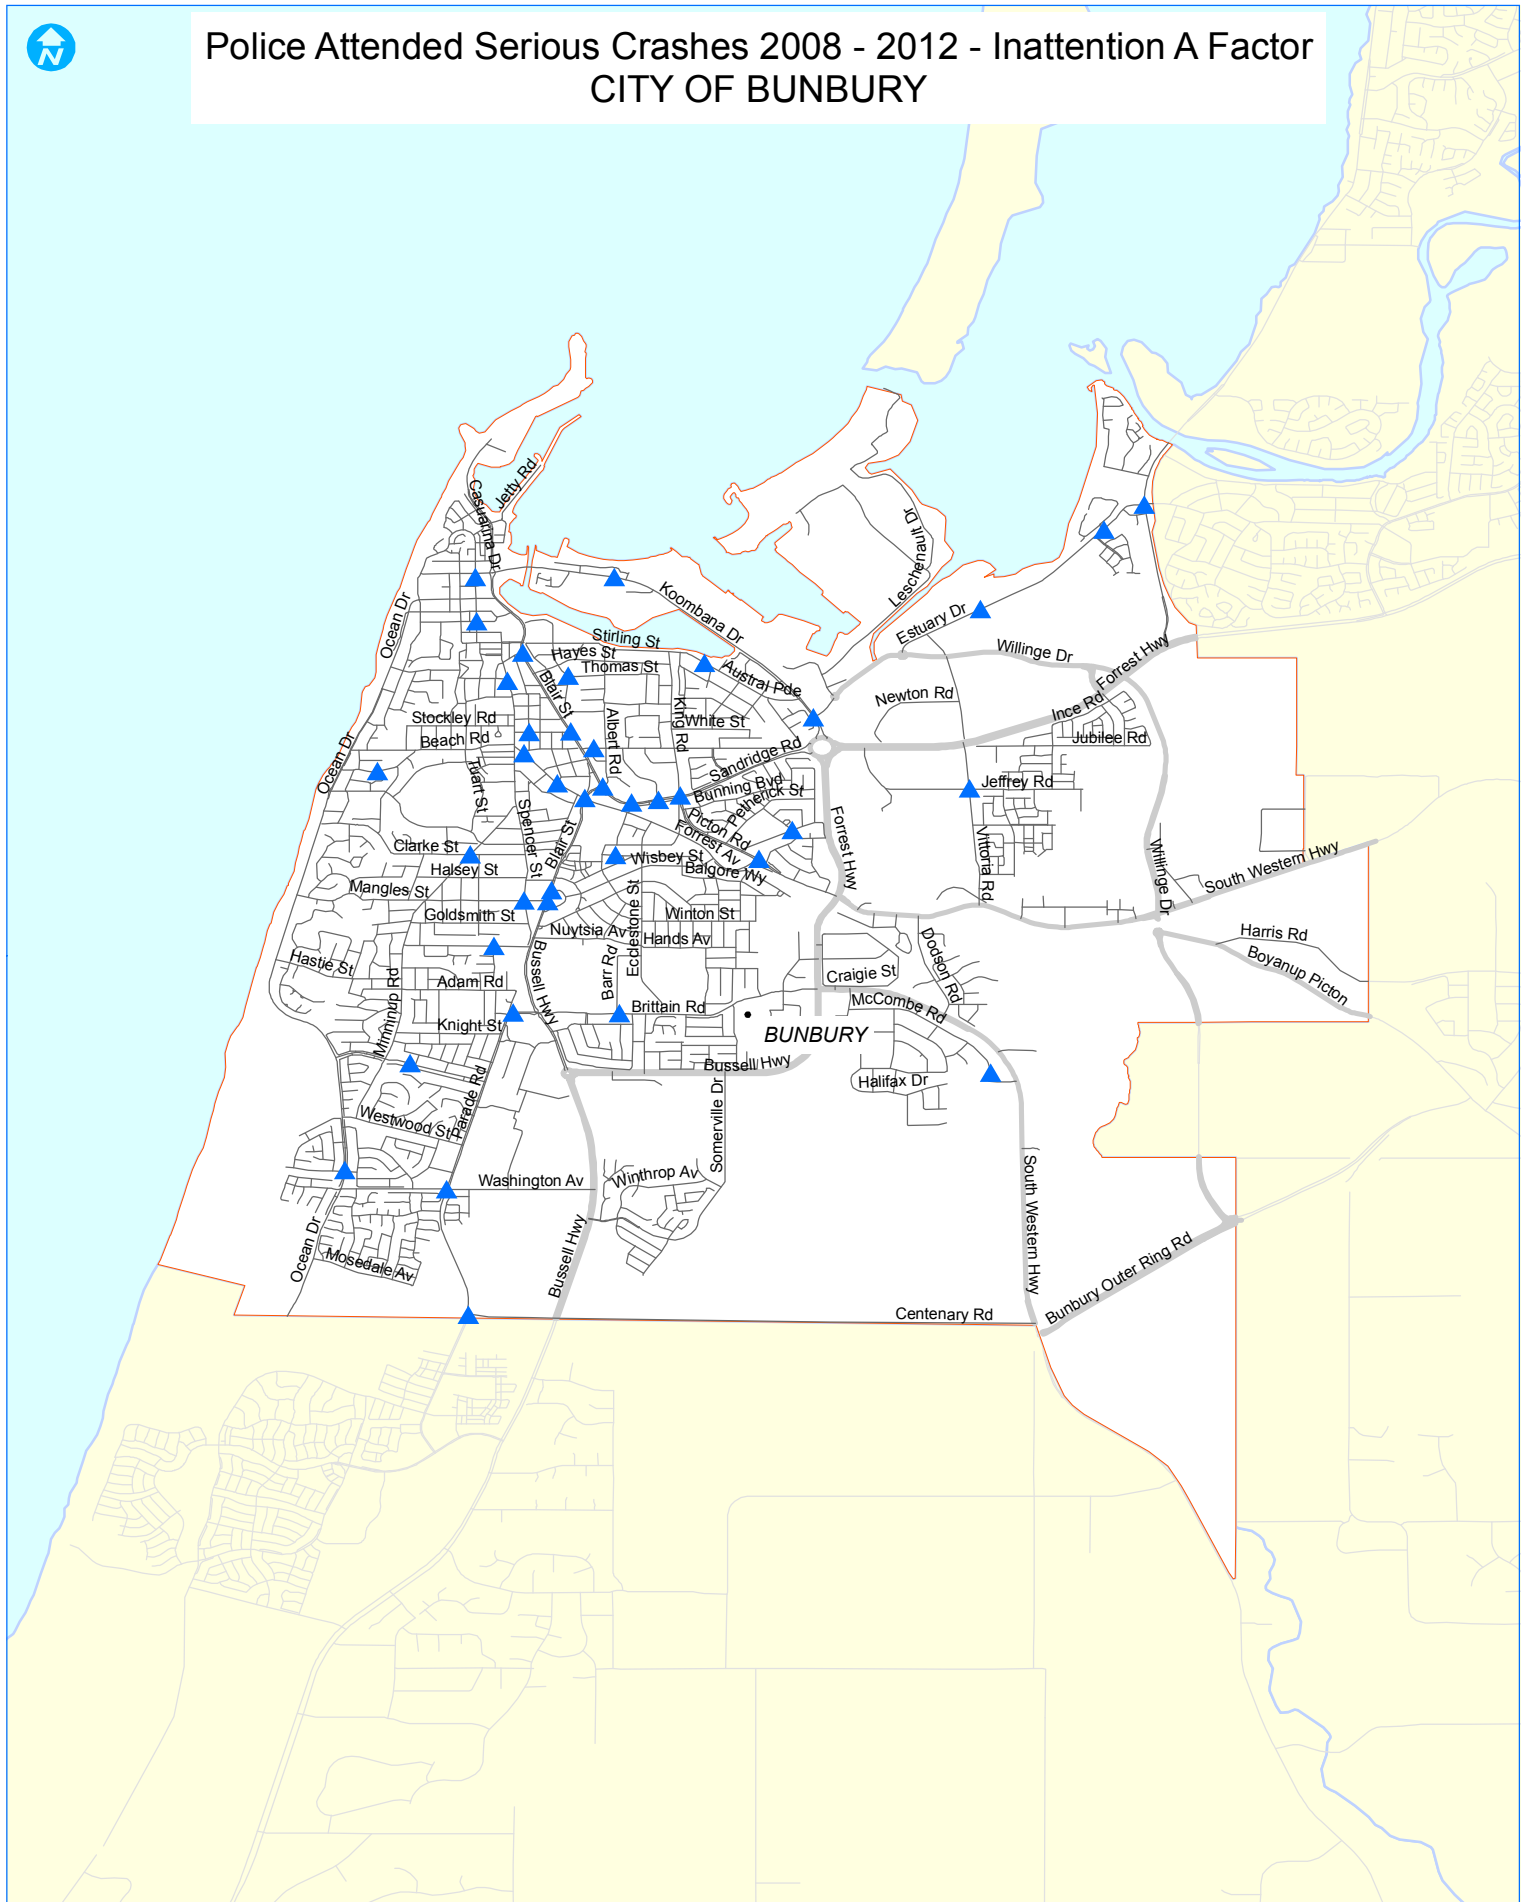 Police Attended Serious Crashes 2008 - 2012 - Inattention A Factor
CITY OF BUNBURY
N
Jetty Rd
Casuarina Dr
Leschenault Dr
Koombana Dr
Ocean Dr
Estuary Dr
Stirling St
Hayes St
Thomas St
Willinge Dr
Forrest Hwy
Austral Pde
Blair St
Newton Rd
Ince Rd
Stockley Rd
Albert Rd
King Rd
White St
Jubilee Rd
Beach Rd
Ocean Dr
Sandridge Rd
Tuart St
Bunning Bvd
Petherick St
Jeffrey Rd
Spencer St
Picton Rd
Forrest Av
Forrest Hwy
Blair St
Clarke St
Wisbey St
Vittoria Rd
Willinge Dr
South Western Hwy
Halsey St
Balgore Wy
Mangles St
Goldsmith St
Ecclestone St
Winton St
Nuytsia Av
Hands Av
Dodson Rd
Harris Rd
Hastie St
Bussell Hwy
Barr Rd
Craigie St
Boyanup Picton
Minninup Rd
Adam Rd
McCombe Rd
Knight St
Brittain Rd
BUNBURY
Bussell Hwy
Halifax Dr
Parade Rd
Westwood St
Somerville Dr
Washington Av
Winthrop Av
South Western Hwy
Ocean Dr
Bussell Hwy
Mosedale Av
Bunbury Outer Ring Rd
Centenary Rd